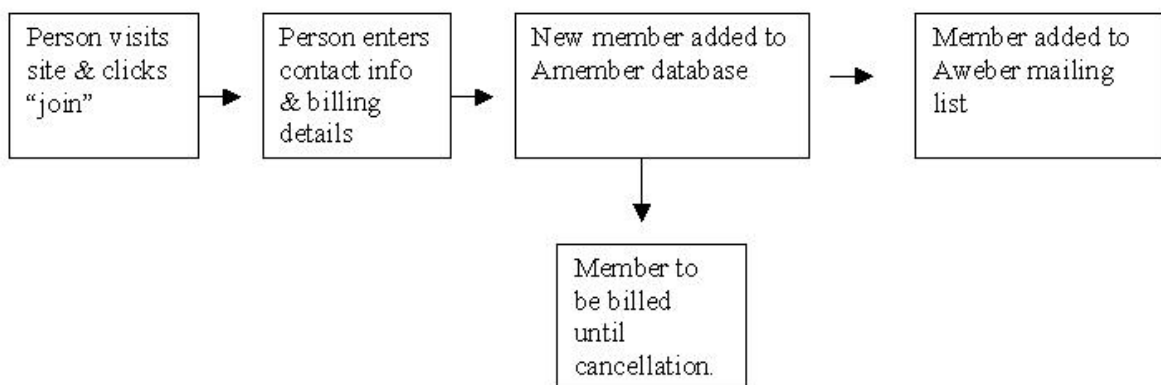 Person visits
site & clicks
“join”
Person enters
contact info
& billing
details
New member added to
Amember database
Member added to
Aweber mailing
list
Member to
be billed
until
cancellation.